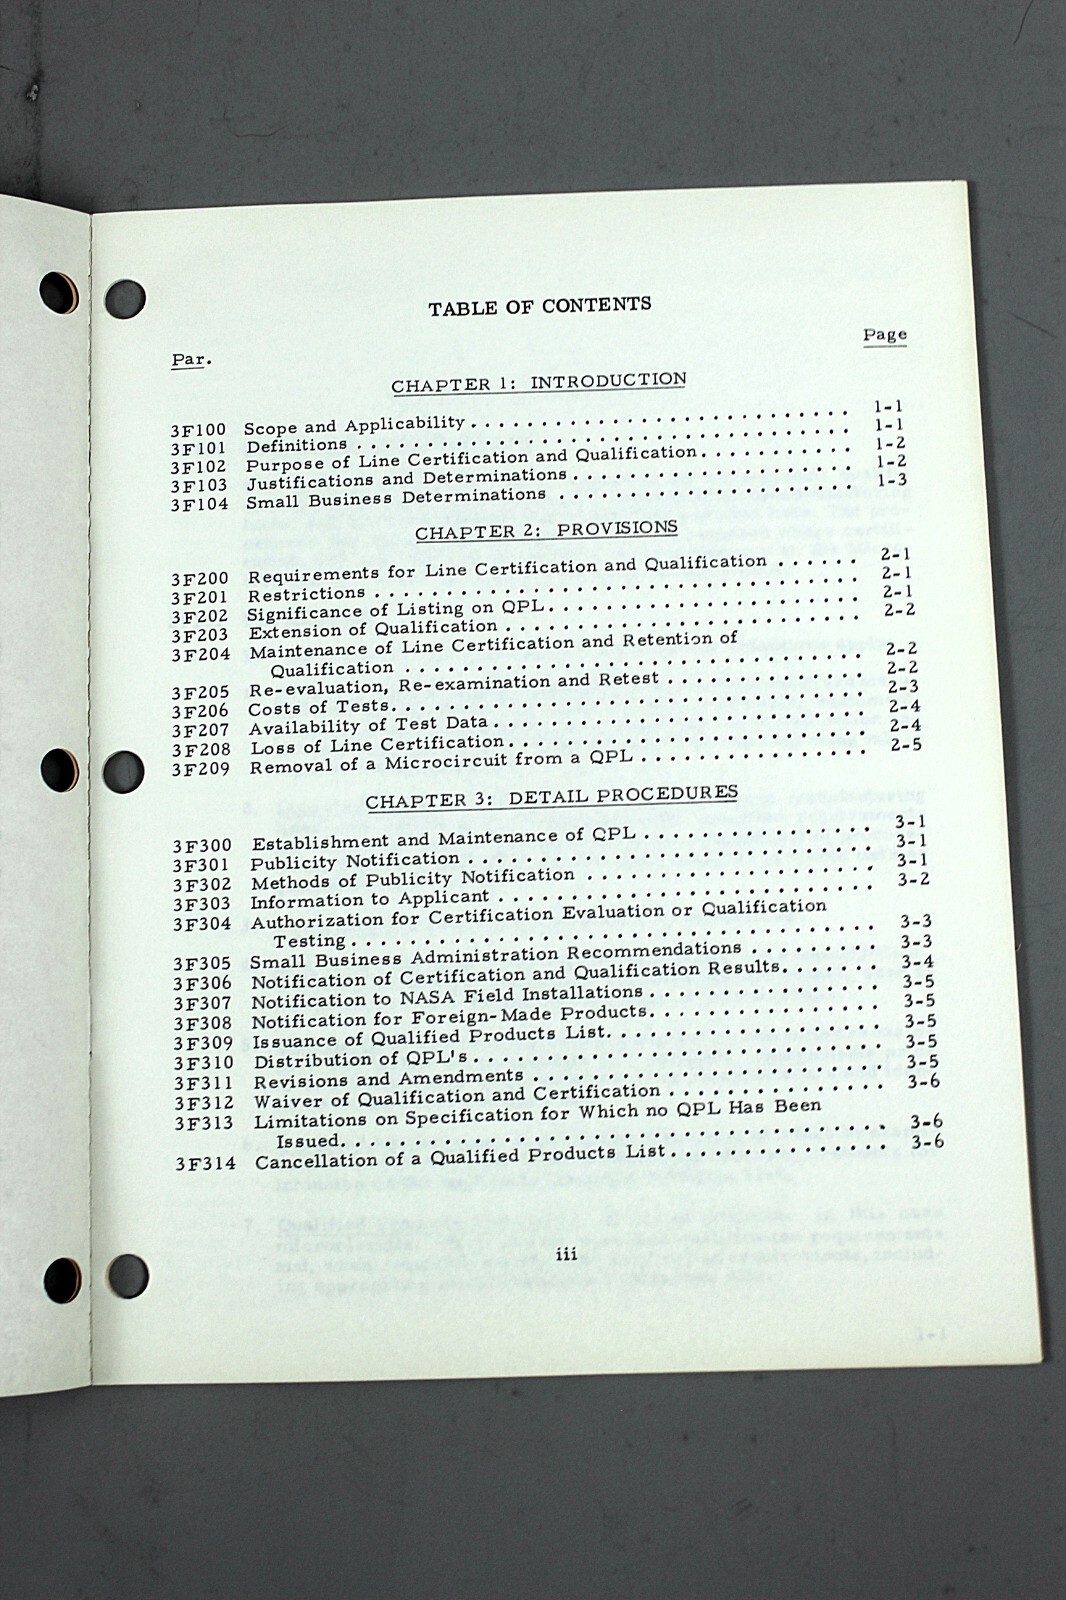 TABLE OF CONTENTS
Par. Page
CHAPTER 1: INTRODUCTION
3F100 Scope and Applicability . . . . . . . . . . . . . . . . . . . . . . . . . . . 1-1
3F101 Definitions . . . . . . . . . . . . . . . . . . . . . . . . . . . . . . . . . . . 1-1
3F102 Purpose of Line Certification and Qualification . . . . . . . . . . . 1-2
3F103 Justifications and Determinations . . . . . . . . . . . . . . . . . . . . 1-2
3F104 Small Business Determinations . . . . . . . . . . . . . . . . . . . . . 1-3
CHAPTER 2: PROVISIONS
3F200 Requirements for Line Certification and Qualification . . . . . . 2-1
3F201 Restrictions . . . . . . . . . . . . . . . . . . . . . . . . . . . . . . . . . . 2-1
3F202 Significance of Listing on QPL . . . . . . . . . . . . . . . . . . . . . . 2-1
3F203 Extension of Qualification . . . . . . . . . . . . . . . . . . . . . . . . . 2-2
3F204 Maintenance of Line Certification and Retention of
Qualification . . . . . . . . . . . . . . . . . . . . . . . . . . . . . . . . 2-2
3F205 Re-evaluation, Re-examination and Retest . . . . . . . . . . . . . . 2-2
3F206 Costs of Tests . . . . . . . . . . . . . . . . . . . . . . . . . . . . . . . . . 2-3
3F207 Availability of Test Data . . . . . . . . . . . . . . . . . . . . . . . . . . 2-4
3F208 Loss of Line Certification . . . . . . . . . . . . . . . . . . . . . . . . . 2-4
3F209 Removal of a Microcircuit from a QPL . . . . . . . . . . . . . . . . 2-5
CHAPTER 3: DETAIL PROCEDURES
3F300 Establishment and Maintenance of QPL . . . . . . . . . . . . . . . . 3-1
3F301 Publicity Notification . . . . . . . . . . . . . . . . . . . . . . . . . . . . . 3-1
3F302 Methods of Publicity Notification . . . . . . . . . . . . . . . . . . . . 3-1
3F303 Information to Applicant . . . . . . . . . . . . . . . . . . . . . . . . . . . 3-2
3F304 Authorization for Certification Evaluation or Qualification
Testing . . . . . . . . . . . . . . . . . . . . . . . . . . . . . . . . . . . . . 3-3
3F305 Small Business Administration Recommendations . . . . . . . . . 3-3
3F306 Notification of Certification and Qualification Results . . . . . . . 3-4
3F307 Notification to NASA Field Installations . . . . . . . . . . . . . . . . 3-5
3F308 Notification for Foreign-Made Products . . . . . . . . . . . . . . . . 3-5
3F309 Issuance of Qualified Products List . . . . . . . . . . . . . . . . . . . 3-5
3F310 Distribution of QPL's . . . . . . . . . . . . . . . . . . . . . . . . . . . . . 3-5
3F311 Revisions and Amendments . . . . . . . . . . . . . . . . . . . . . . . . . 3-5
3F312 Waiver of Qualification and Certification . . . . . . . . . . . . . . . 3-6
3F313 Limitations on Specification for Which no QPL Has Been
Issued . . . . . . . . . . . . . . . . . . . . . . . . . . . . . . . . . . . . . . 3-6
3F314 Cancellation of a Qualified Products List . . . . . . . . . . . . . . . 3-6
iii